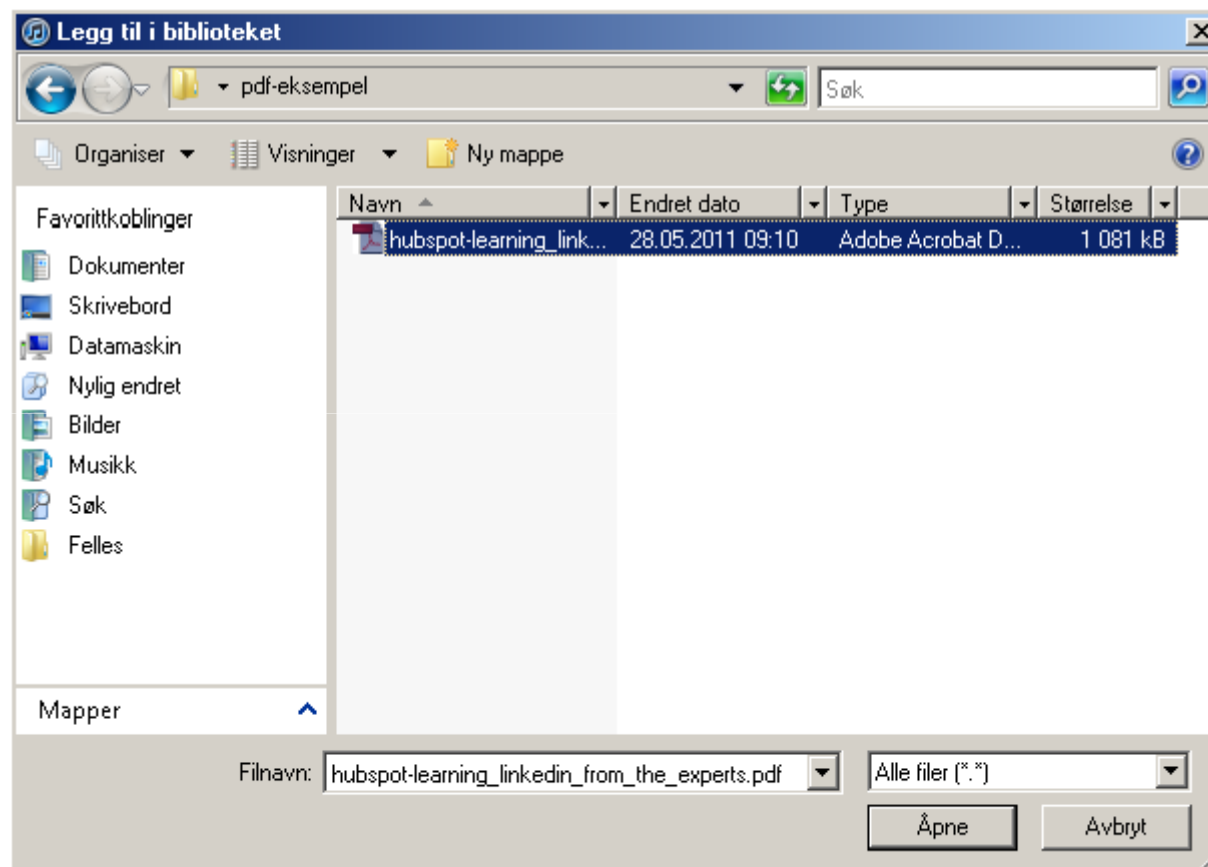 Legg til i biblioteket
pdf-eksempel
Søk
Organiser
Visninger
Ny mappe
Favorittkoblinger
Dokumenter
Skrivebord
Datamaskin
Nylig endret
Bilder
Musikk
Søk
Felles
Mapper
Navn Endret dato Type Størrelse
hubspot-learning_link... 28.05.2011 09:10 Adobe Acrobat D... 1 081 kB
Filnavn: hubspot-learning_linkedin_from_the_experts.pdf Alle filer (*.*)
Åpne Avbryt